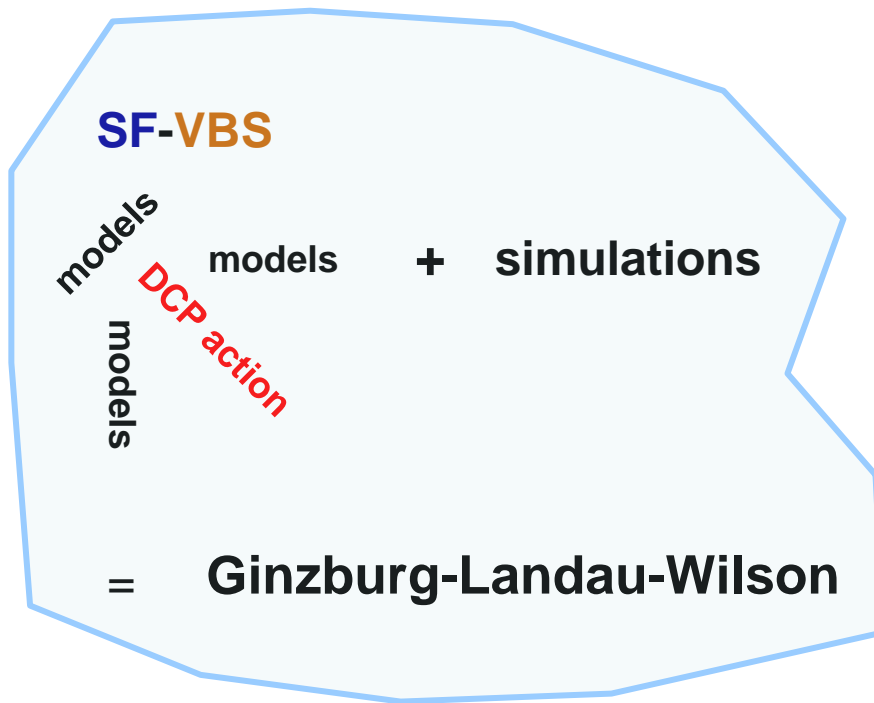 SF-VBS
models
models + simulations
DCP action
models
= Ginzburg-Landau-Wilson